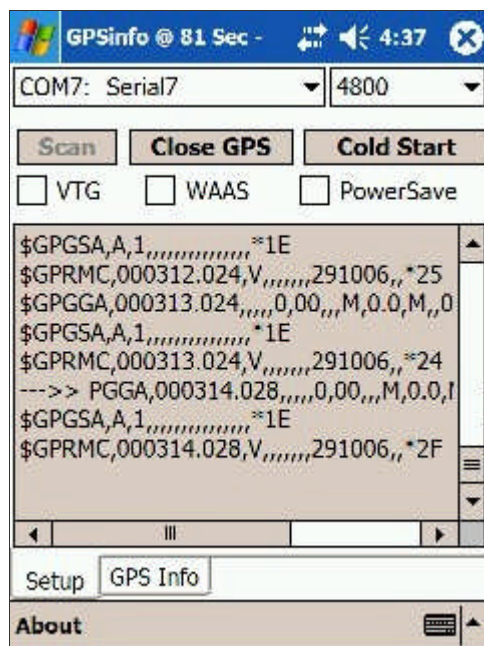 GPSinfo @ 81 Sec - 4:37
COM7: Serial7 4800
Scan Close GPS Cold Start
VTG WAAS PowerSave
$GPGSA,A,1,,,,,,,,,,,,,,,*1E
$GPRMC,000312.024,V,,,,,,,291006,,*25
$GPGGA,000313.024,,,,,0,00,,,M,0.0,M,,0
$GPGSA,A,1,,,,,,,,,,,,,,,*1E
$GPRMC,000313.024,V,,,,,,,291006,,*24
--->> PGGA,000314.028,,,,,0,00,,,M,0.0,
$GPGSA,A,1,,,,,,,,,,,,,,,*1E
$GPRMC,000314.028,V,,,,,,,291006,,*2F
Setup GPS Info
About